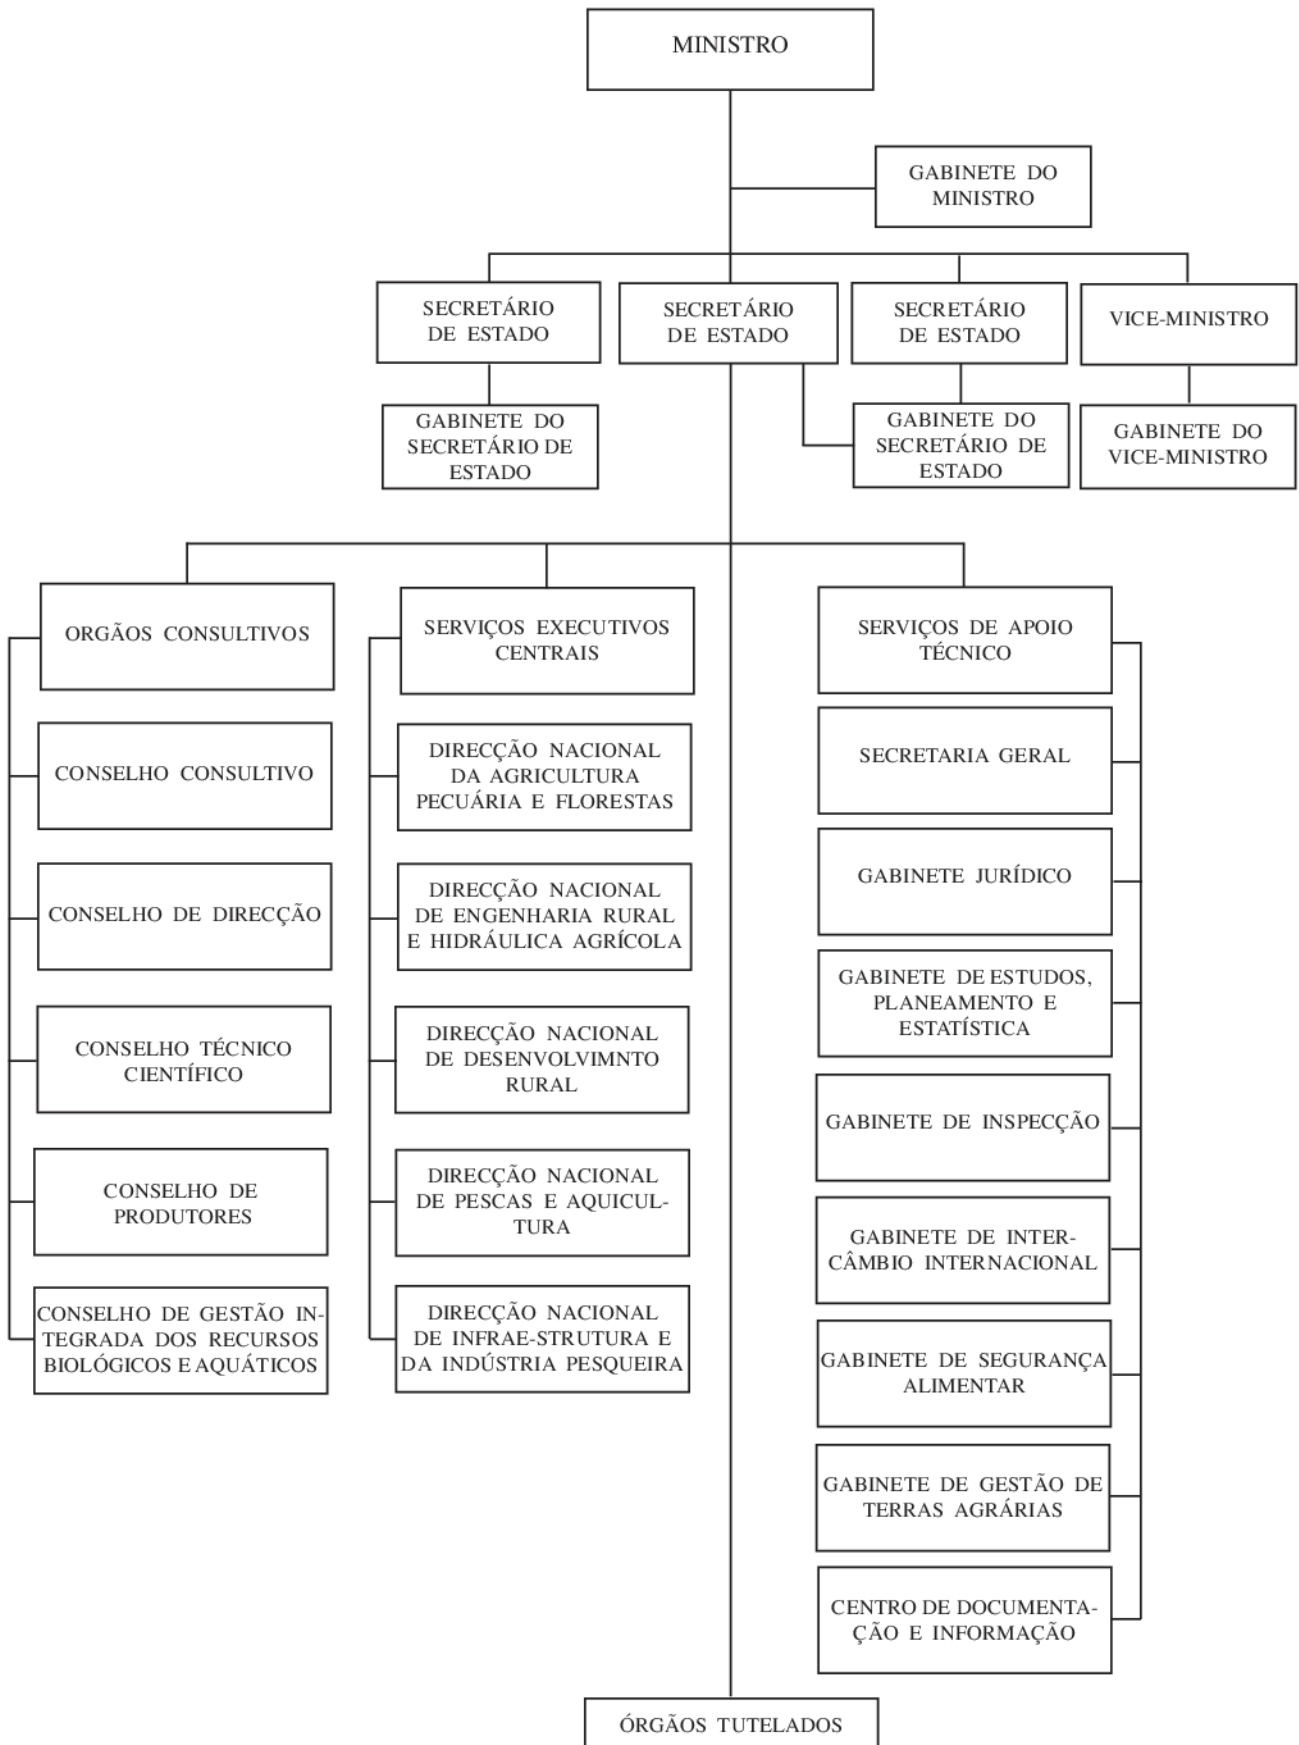 MINISTRO
GABINETE DO
MINISTRO
SECRETÁRIO
DE ESTADO
SECRETÁRIO
DE ESTADO
SECRETÁRIO
DE ESTADO
VICE-MINISTRO
GABINETE DO
SECRETÁRIO DE
ESTADO
GABINETE DO
SECRETÁRIO DE
ESTADO
GABINETE DO
VICE-MINISTRO
ORGÃOS CONSULTIVOS
CONSELHO CONSULTIVO
CONSELHO DE DIRECÇÃO
CONSELHO TÉCNICO
CIENTÍFICO
CONSELHO DE
PRODUTORES
CONSELHO DE GESTÃO IN-
TEGRADA DOS RECURSOS
BIOLÓGICOS E AQUÁTICOS
SERVIÇOS EXECUTIVOS
CENTRAIS
DIRECÇÃO NACIONAL
DA AGRICULTURA
PECUÁRIA E FLORESTAS
DIRECÇÃO NACIONAL
DE ENGENHARIA RURAL
E HIDRÁULICA AGRÍCOLA
DIRECÇÃO NACIONAL
DE DESENVOLVIMNTO
RURAL
DIRECÇÃO NACIONAL
DE PESCAS E AQUICUL-
TURA
DIRECÇÃO NACIONAL
DE INFRAE-STRUTURA E
DA INDÚSTRIA PESQUEIRA
SERVIÇOS DE APOIO
TÉCNICO
SECRETARIA GERAL
GABINETE JURÍDICO
GABINETE DE ESTUDOS,
PLANEAMENTO E
ESTATÍSTICA
GABINETE DE INSPECÇÃO
GABINETE DE INTER-
CÂMBIO INTERNACIONAL
GABINETE DE SEGURANÇA
ALIMENTAR
GABINETE DE GESTÃO DE
TERRAS AGRÁRIAS
CENTRO DE DOCUMENTA-
ÇÃO E INFORMAÇÃO
ÓRGÃOS TUTELADOS